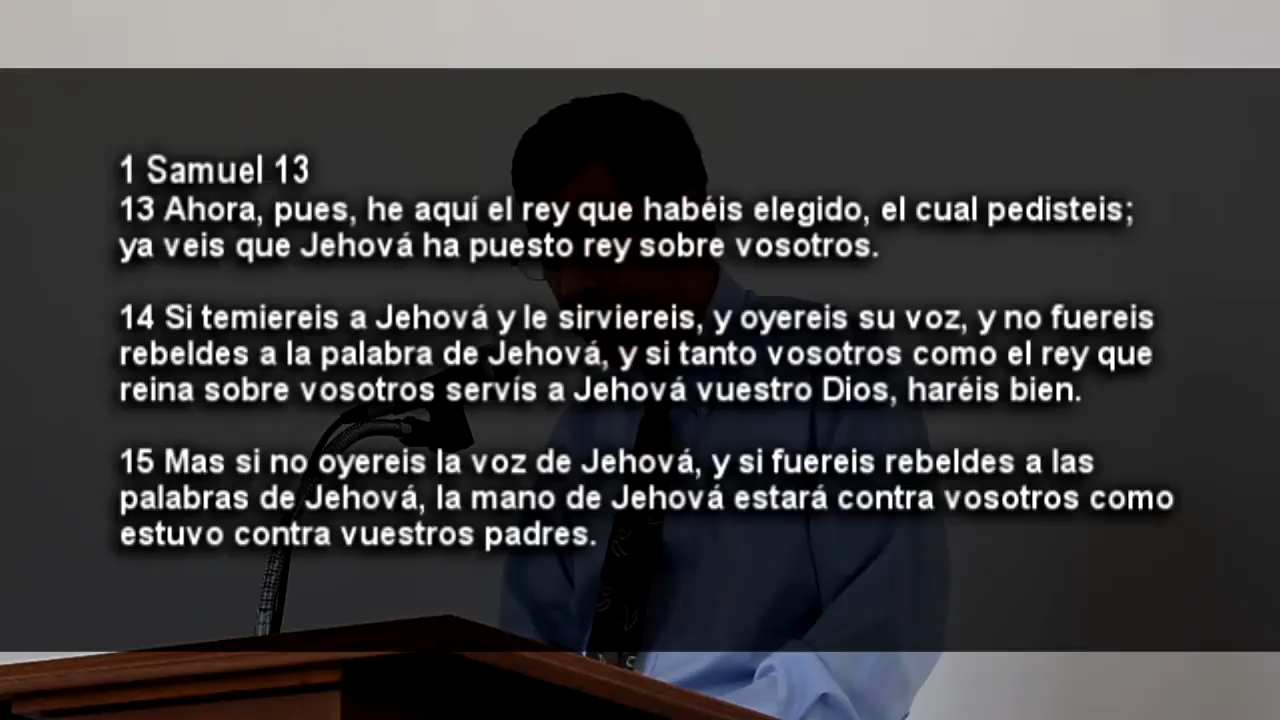 1 Samuel 13
13 Ahora, pues, he aquí el rey que habéis elegido, el cual pedisteis;
ya veis que Jehová ha puesto rey sobre vosotros.
14 Si temiereis a Jehová y le sirviereis, y oyereis su voz, y no fuereis
rebeldes a la palabra de Jehová, y si tanto vosotros como el rey que
reina sobre vosotros servís a Jehová vuestro Dios, haréis bien.
15 Mas si no oyereis la voz de Jehová, y si fuereis rebeldes a las
palabras de Jehová, la mano de Jehová estará contra vosotros como
estuvo contra vuestros padres.